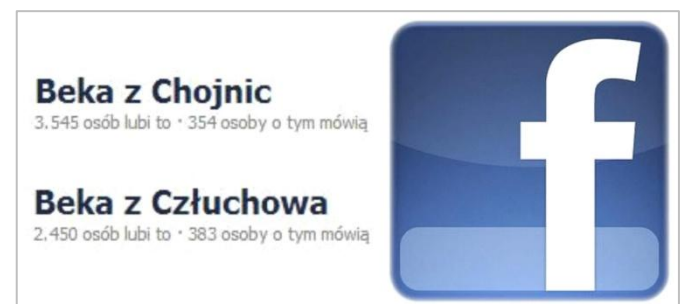 Beka z Chojnic
3.545 osób lubi to · 354 osoby o tym mówią
Beka z Człuchowa
2.450 osób lubi to · 383 osoby o tym mówią
f